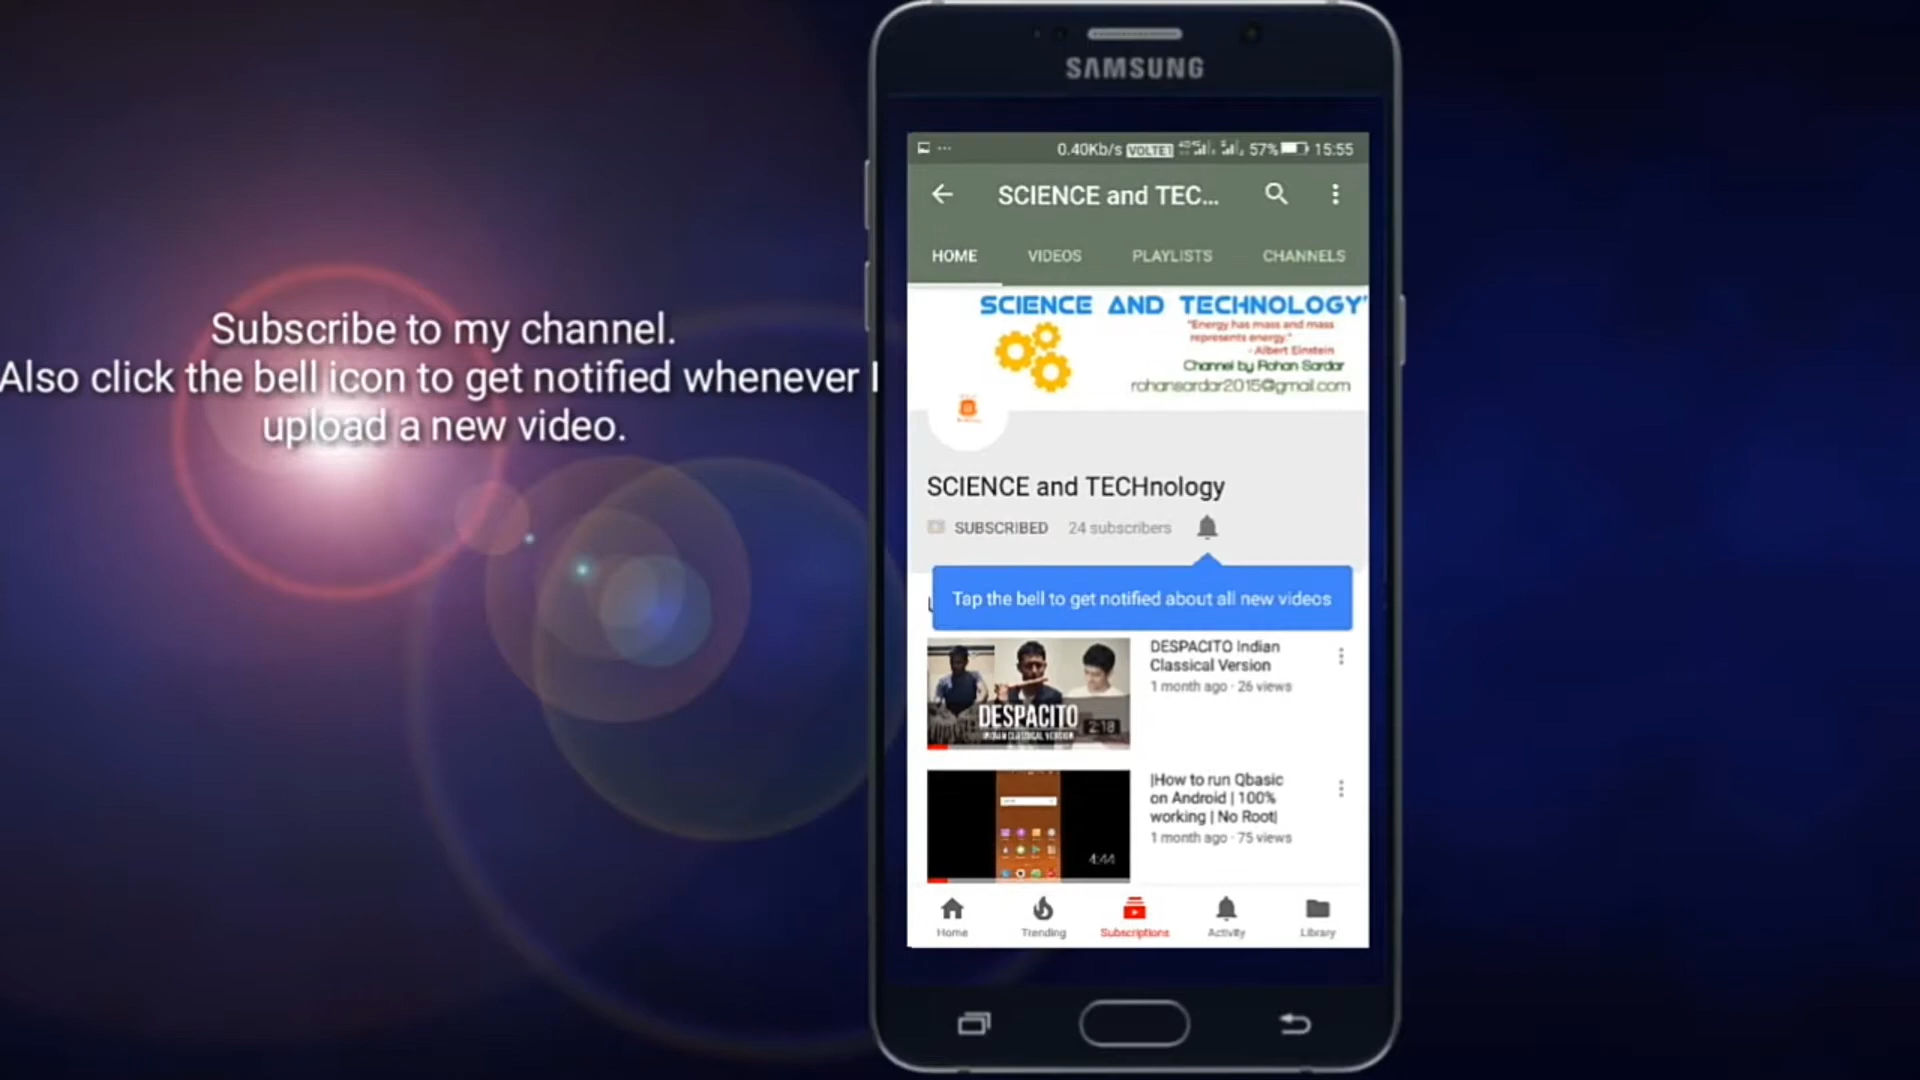 Subscribe to my channel.
Also click the bell icon to get notified whenever I
upload a new video.
SAMSUNG
0.40Kb/s VOLTE1 57% 15:55
SCIENCE and TEC...
HOME VIDEOS PLAYLISTS CHANNELS
SCIENCE AND TECHNOLOGY
"Energy has mass and mass
represents energy."
- Albert Einstein
Channel by Rohan Sardar
rohansardar2015@gmail.com
SCIENCE and TECHnology
SUBSCRIBED 24 subscribers
Tap the bell to get notified about all new videos
DESPACITO Indian
Classical Version
1 month ago · 26 views
DESPACITO
INDIAN CLASSICAL VERSION
2:18
|How to run Qbasic
on Android | 100%
working | No Root|
1 month ago · 75 views
4:44
Home Trending Subscriptions Activity Library